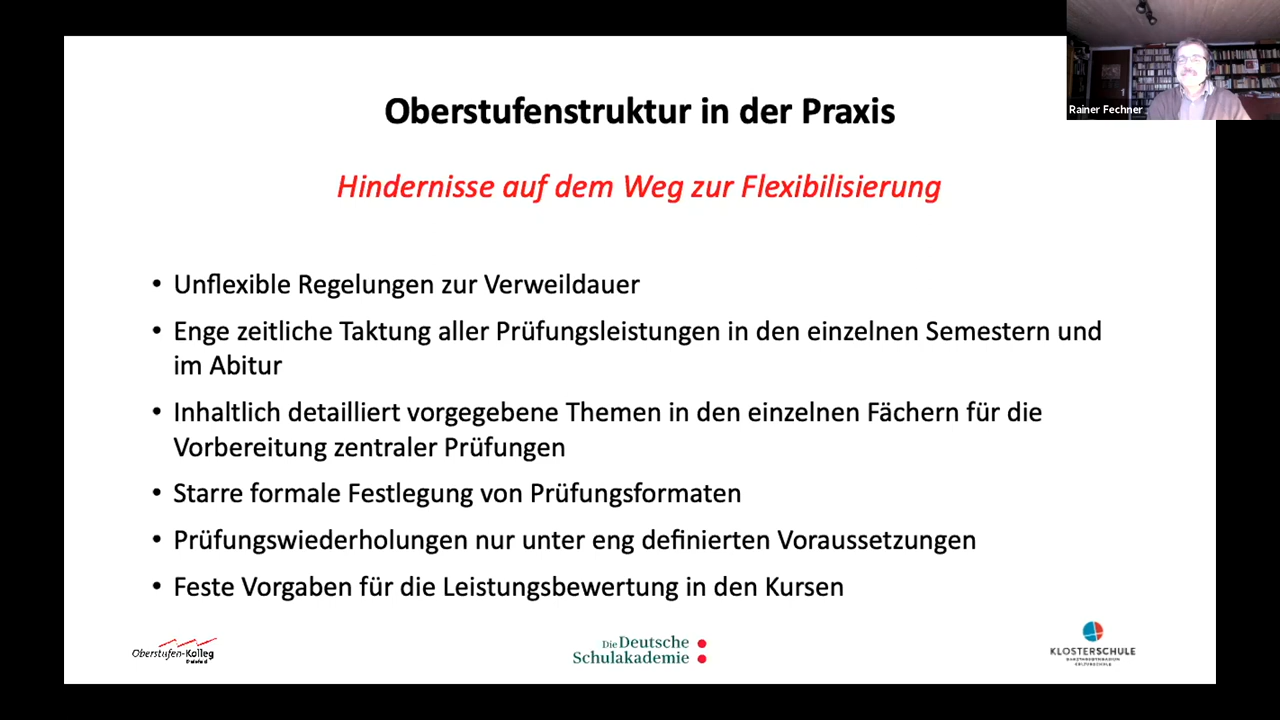 Oberstufenstruktur in der Praxis
Rainer Fechner
Hindernisse auf dem Weg zur Flexibilisierung
• Unflexible Regelungen zur Verweildauer
• Enge zeitliche Taktung aller Prüfungsleistungen in den einzelnen Semestern und
im Abitur
• Inhaltlich detailliert vorgegebene Themen in den einzelnen Fächern für die
Vorbereitung zentraler Prüfungen
• Starre formale Festlegung von Prüfungsformaten
• Prüfungswiederholungen nur unter eng definierten Voraussetzungen
• Feste Vorgaben für die Leistungsbewertung in den Kursen
Oberstufen-Kolleg
Bielefeld
Die Deutsche
Schulakademie
KLOSTERSCHULE
GANZTAGSGYMNASIUM
KULTURSCHULE